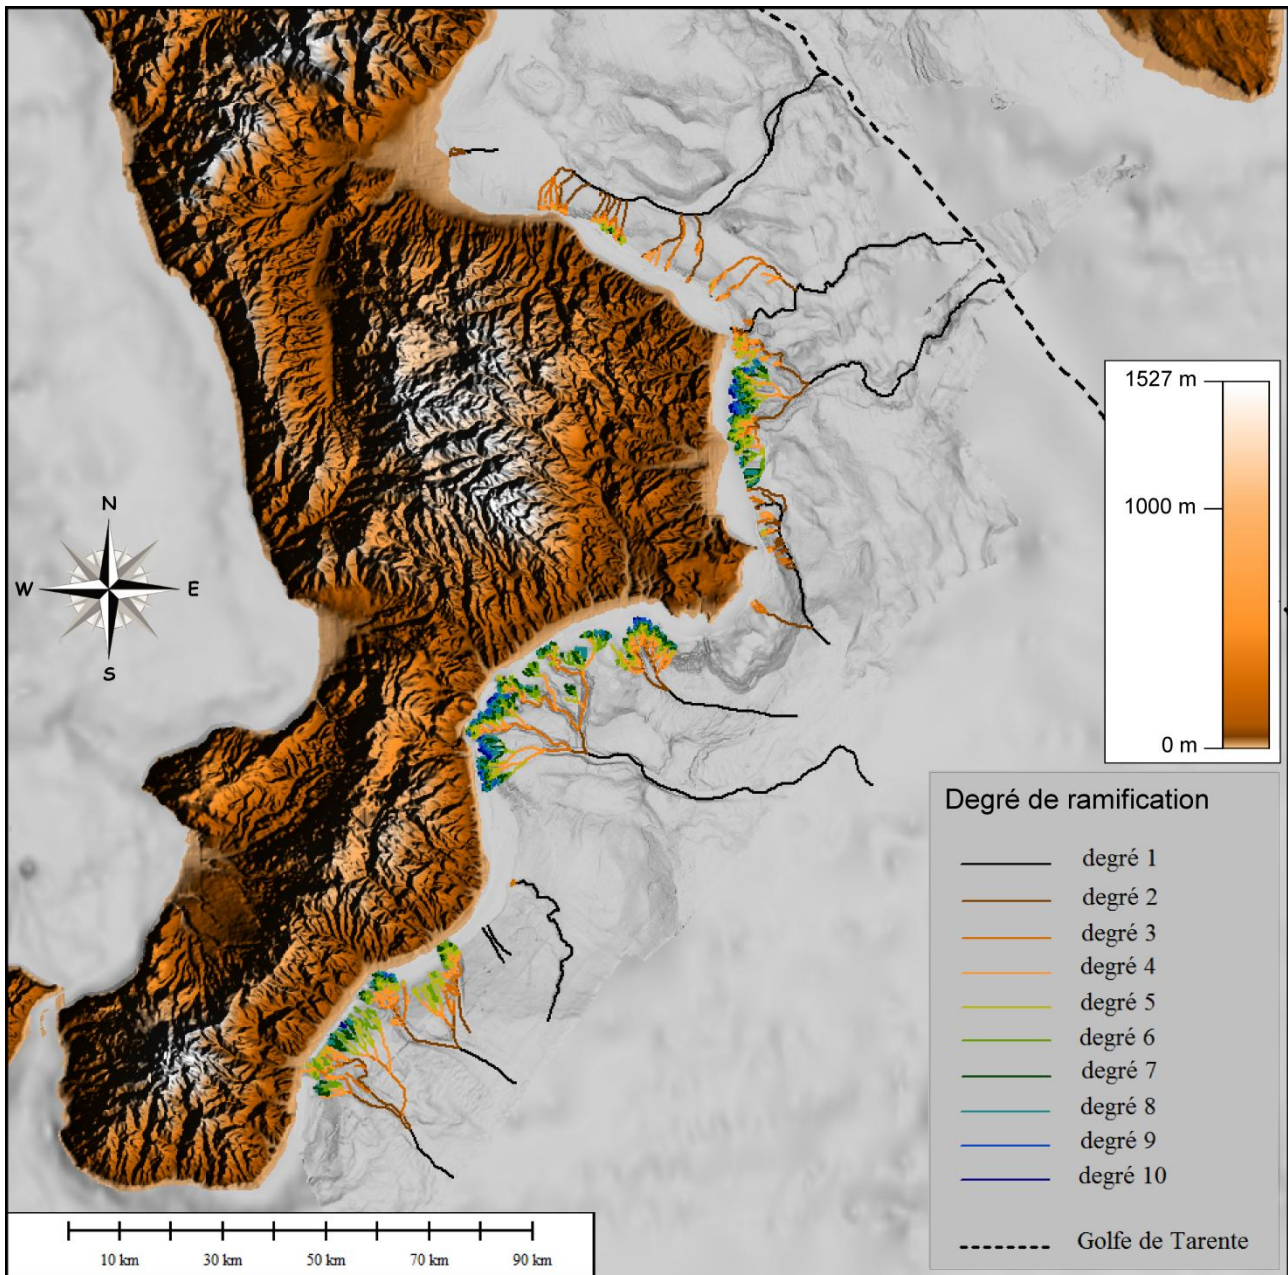 N
W
E
S
1527 m
1000 m
0 m
Degré de ramification
degré 1
degré 2
degré 3
degré 4
degré 5
degré 6
degré 7
degré 8
degré 9
degré 10
Golfe de Tarente
10 km 30 km 50 km 70 km 90 km